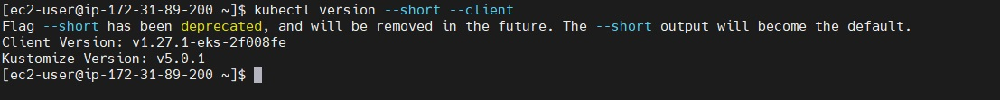 [ec2-user@ip-172-31-89-200 ~]$ kubectl version --short --client
Flag --short has been deprecated, and will be removed in the future. The --short output will become the default.
Client Version: v1.27.1-eks-2f008fe
Kustomize Version: v5.0.1
[ec2-user@ip-172-31-89-200 ~]$